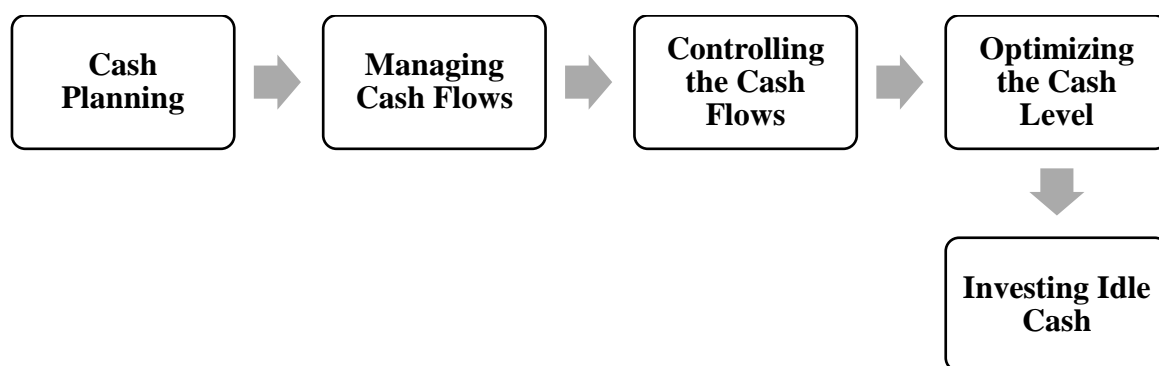 Cash
Planning
Managing
Cash Flows
Controlling
the Cash
Flows
Optimizing
the Cash
Level
Investing Idle
Cash